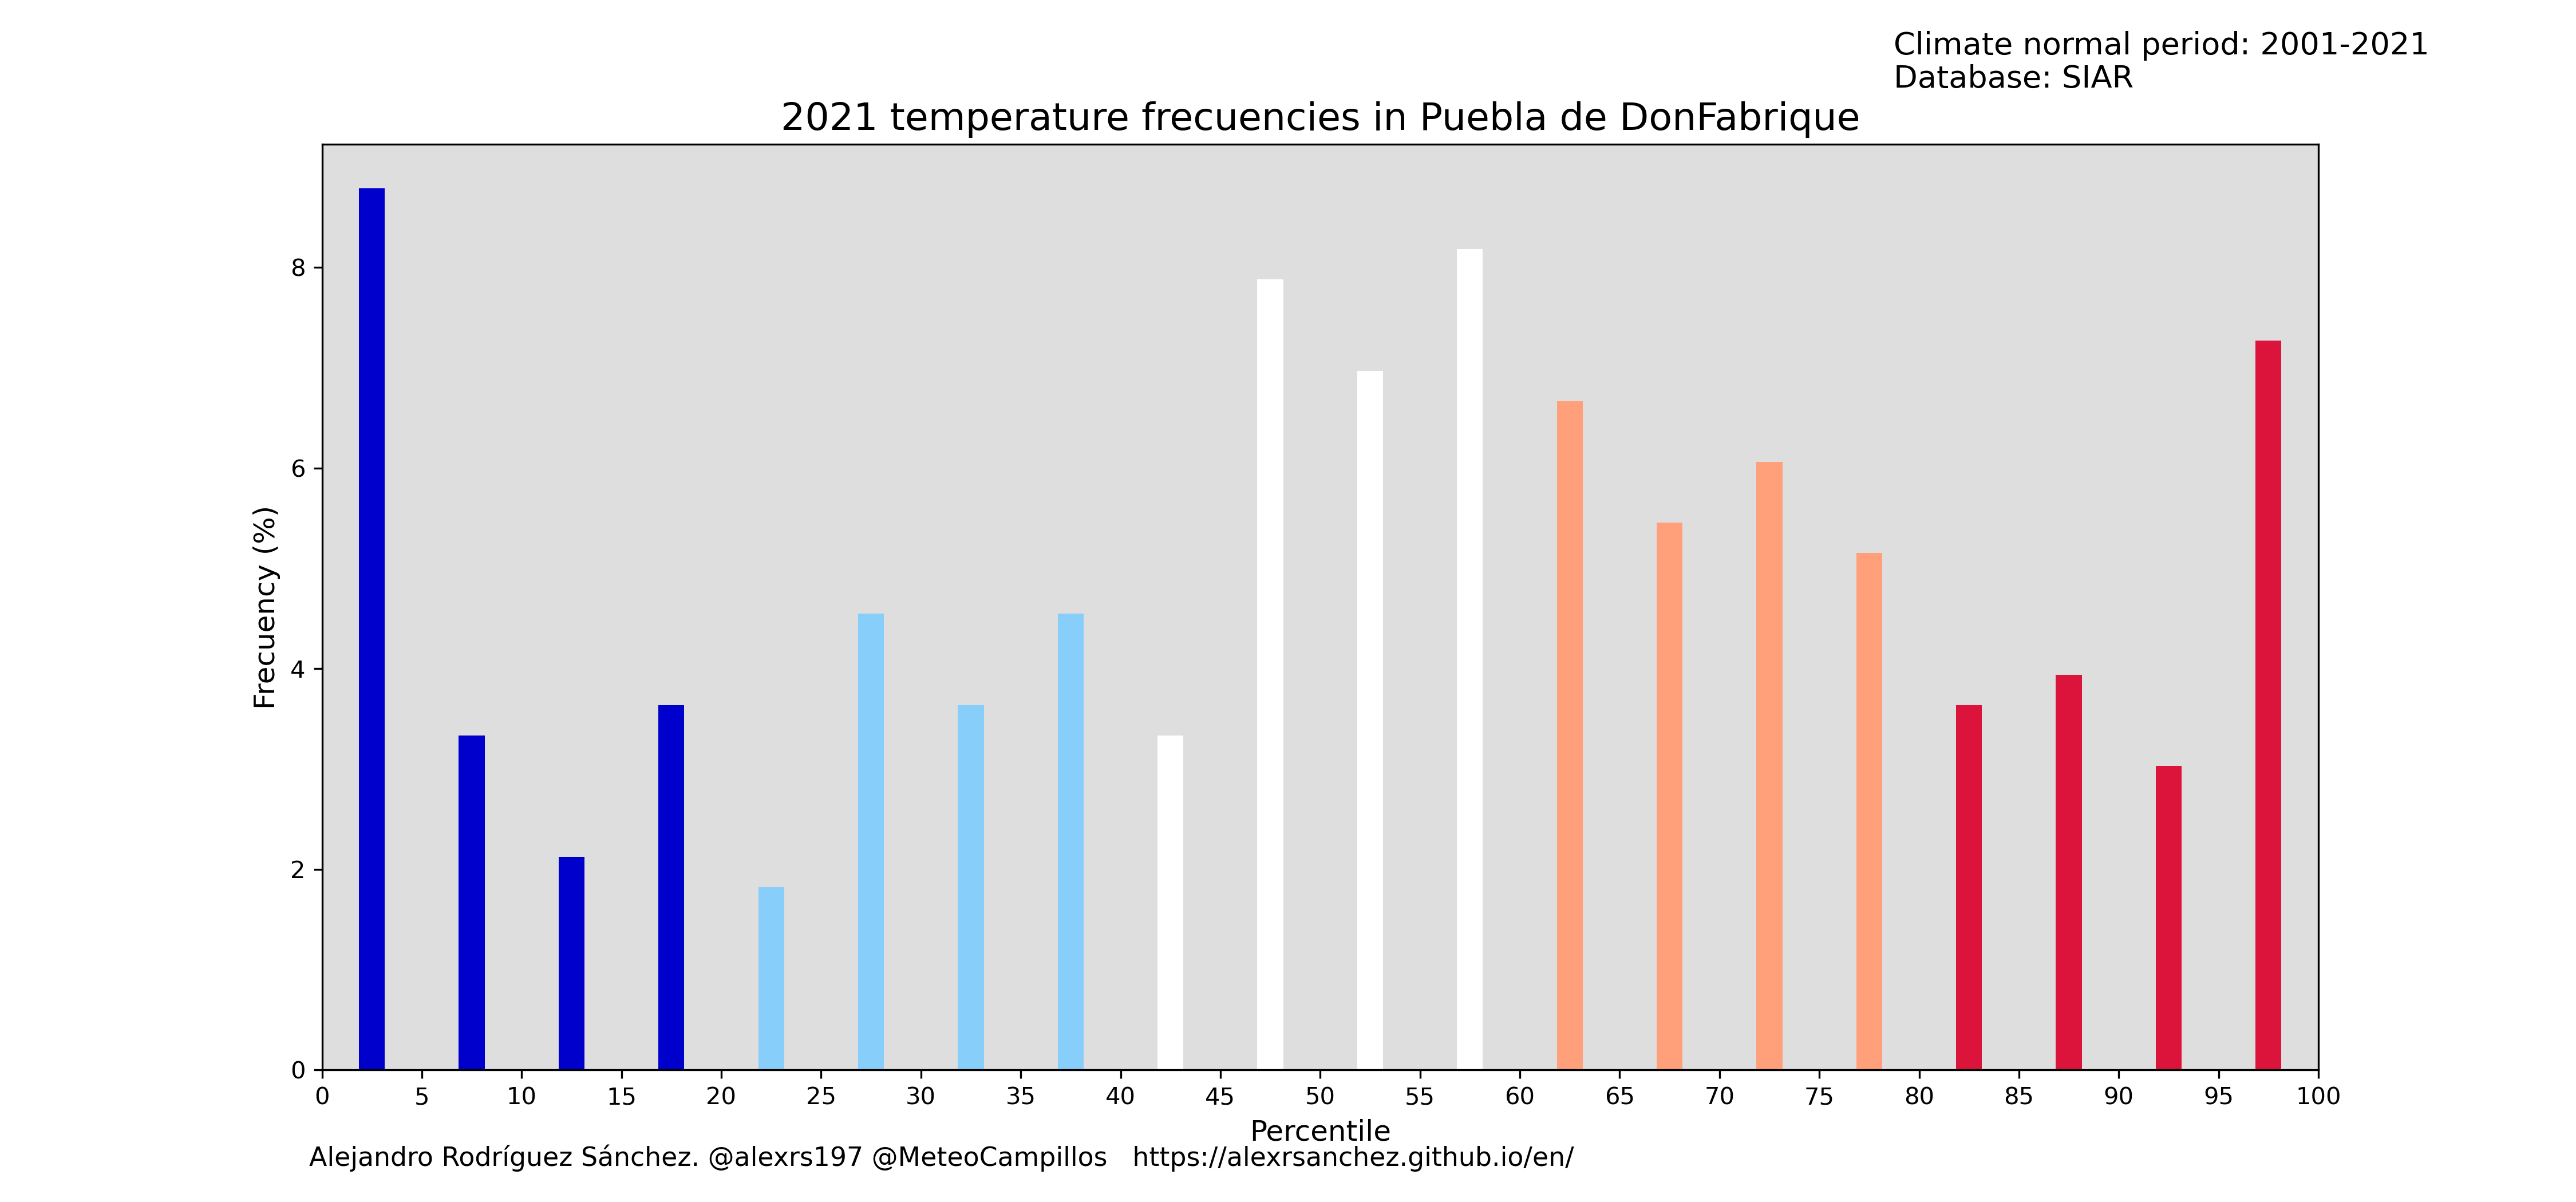 Climate normal period: 2001-2021
Database: SIAR
2021 temperature frecuencies in Puebla de DonFabrique
Frecuency (%)
8
6
4
2
0
0 5 10 15 20 25 30 35 40 45 50 55 60 65 70 75 80 85 90 95 100
Percentile
Alejandro Rodríguez Sánchez. @alexrs197 @MeteoCampillos https://alexrsanchez.github.io/en/